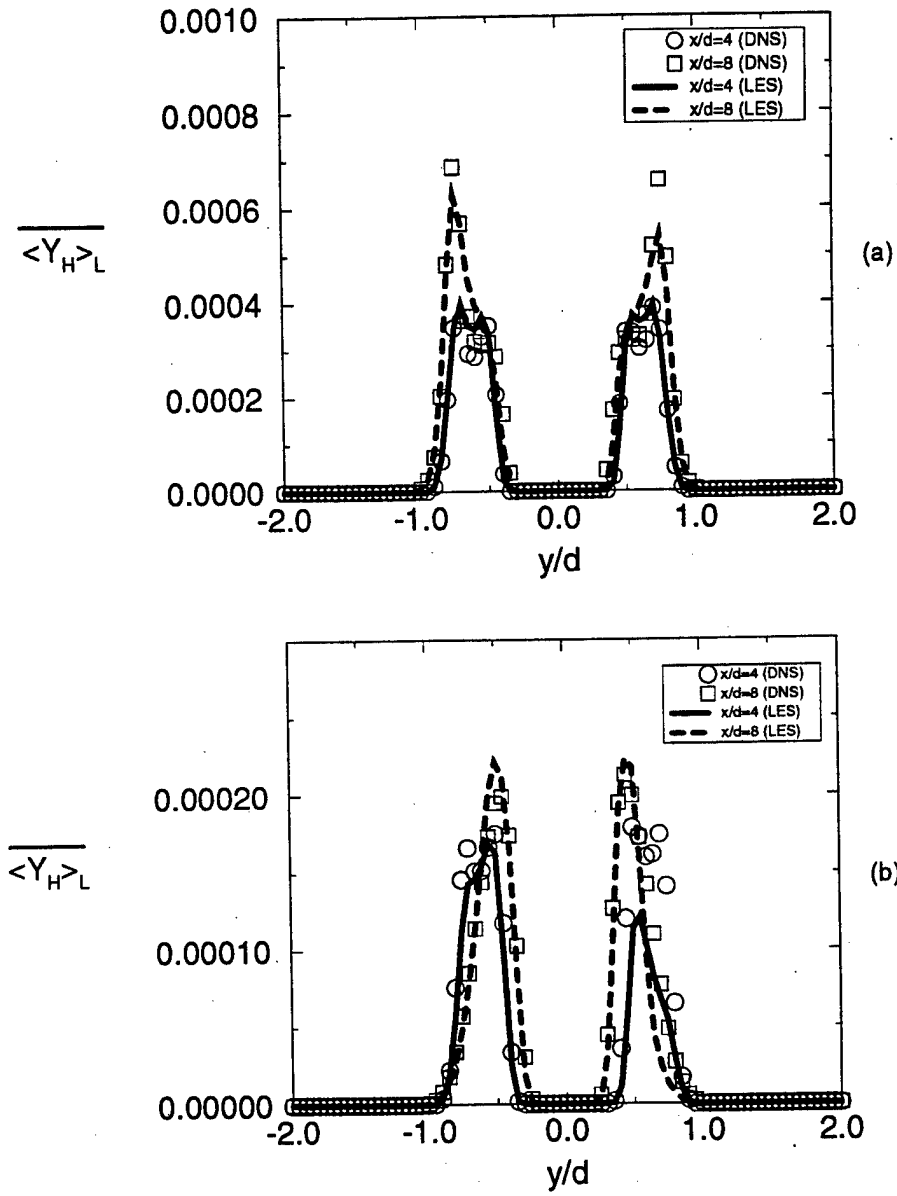 0.0010
0.0008
0.0006
0.0004
0.0002
0.0000
<Y_H>_L
-2.0 -1.0 0.0 1.0 2.0
y/d
x/d=4 (DNS)
x/d=8 (DNS)
x/d=4 (LES)
x/d=8 (LES)
(a)
0.00020
0.00010
0.00000
<Y_H>_L
-2.0 -1.0 0.0 1.0 2.0
y/d
x/d=4 (DNS)
x/d=8 (DNS)
x/d=4 (LES)
x/d=8 (LES)
(b)